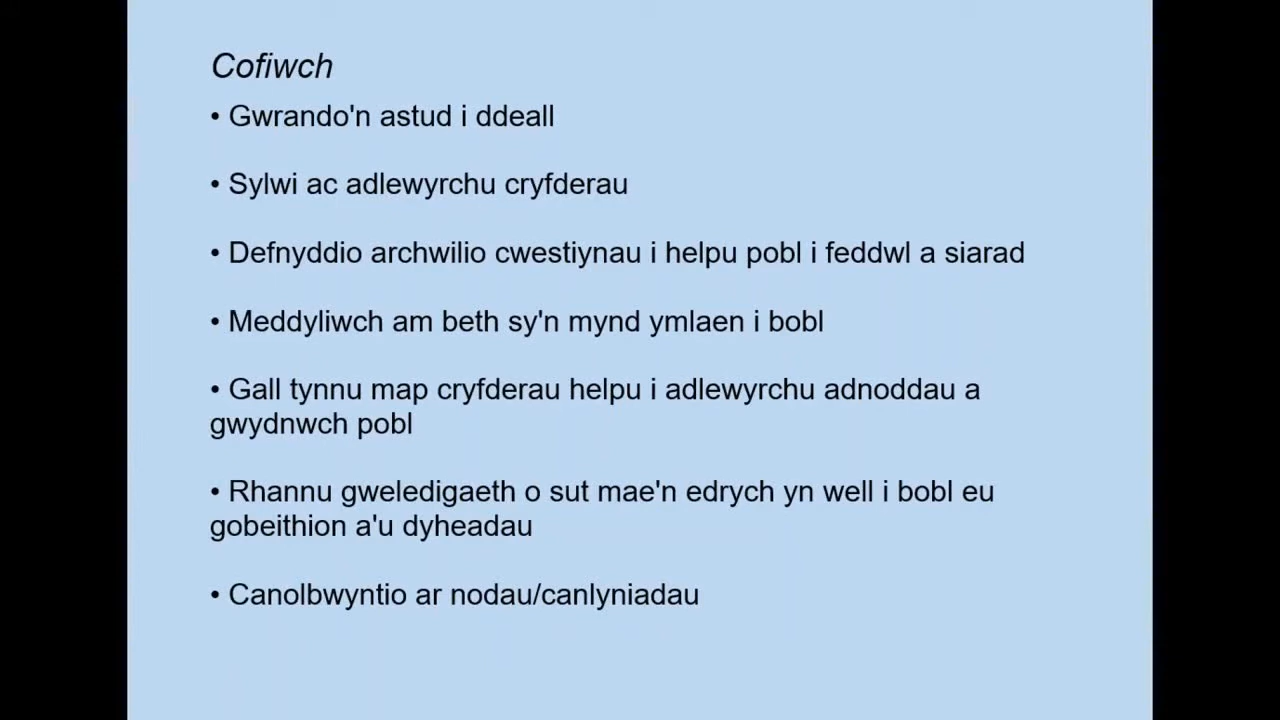 Cofiwch
• Gwrando'n astud i ddeall
• Sylwi ac adlewyrchu cryfderau
• Defnyddio archwilio cwestiynau i helpu pobl i feddwl a siarad
• Meddyliwch am beth sy'n mynd ymlaen i bobl
• Gall tynnu map cryfderau helpu i adlewyrchu adnoddau a
gwydnwch pobl
• Rhannu gweledigaeth o sut mae'n edrych yn well i bobl eu
gobeithion a'u dyheadau
• Canolbwyntio ar nodau/canlyniadau